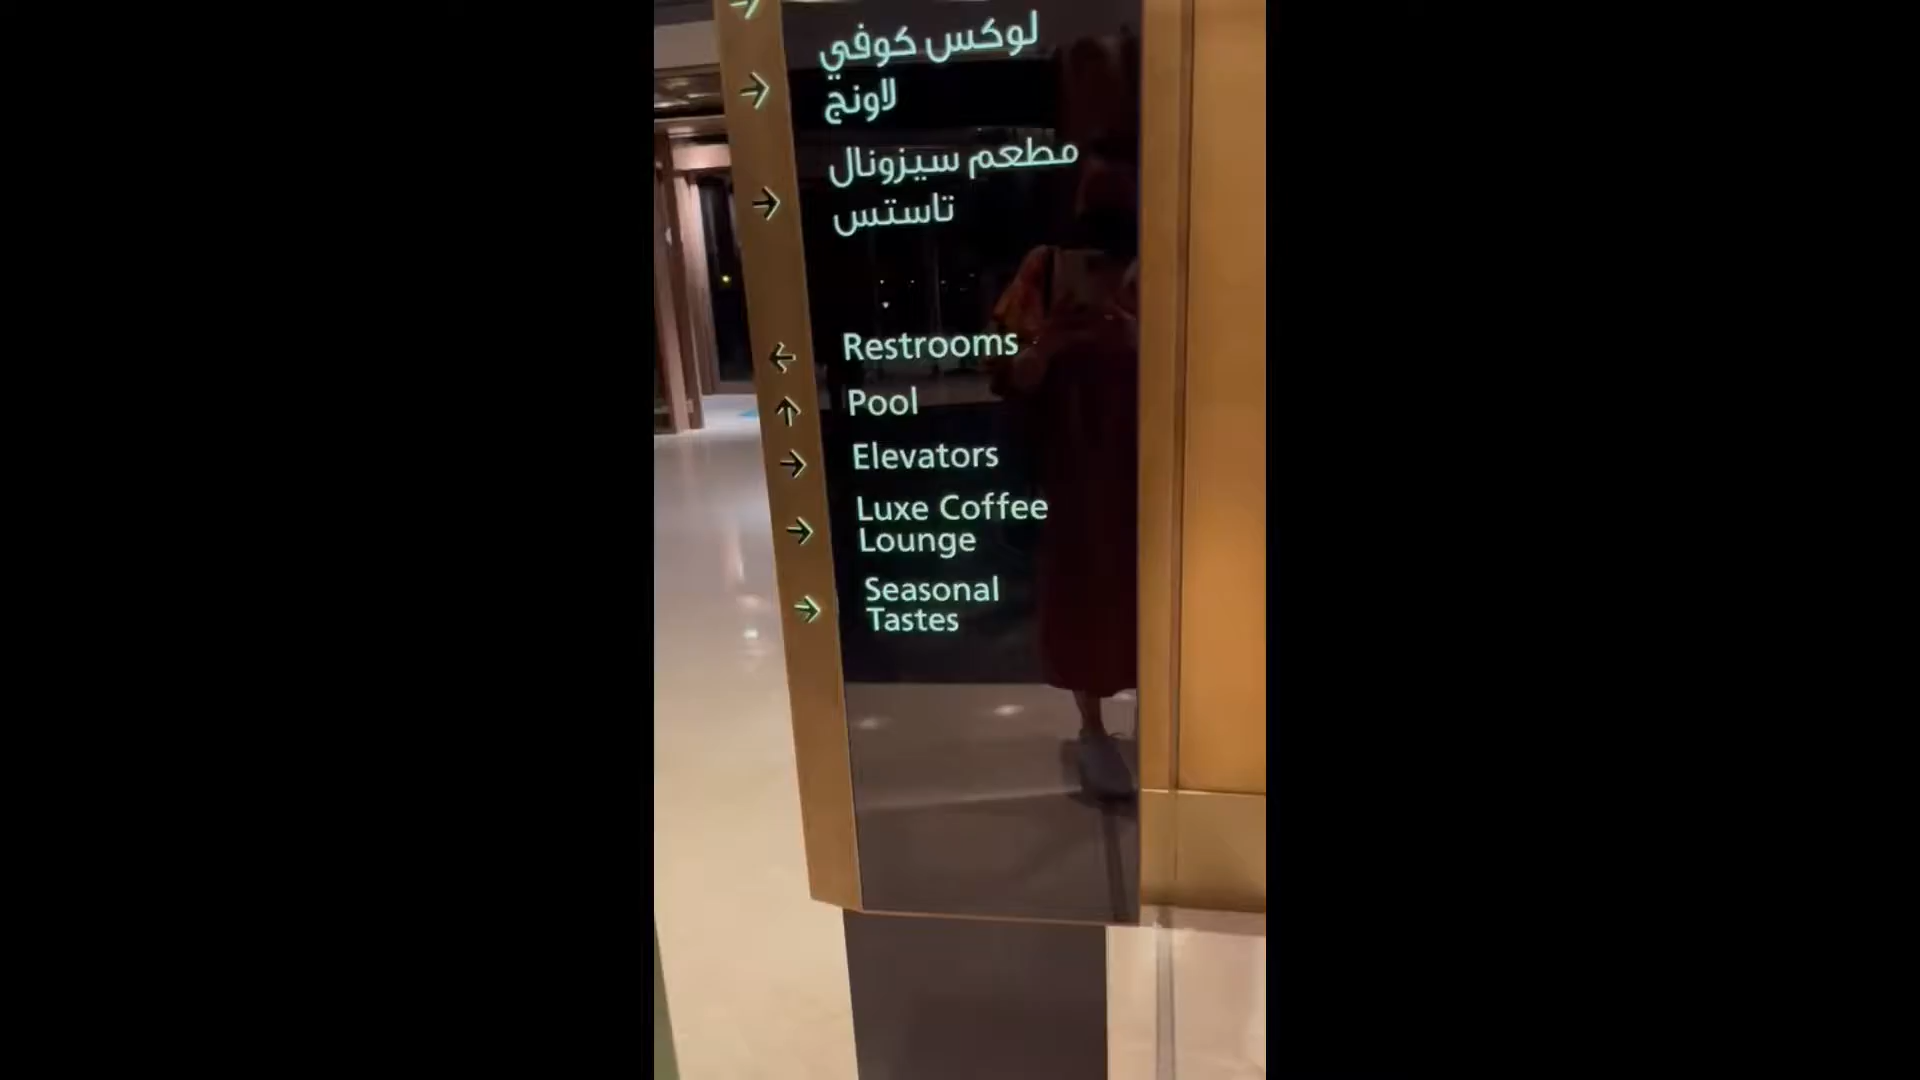 لوكس كوفي
لاونج
مطعم سيزونال
تاستس
Restrooms
Pool
Elevators
Luxe Coffee
Lounge
Seasonal
Tastes